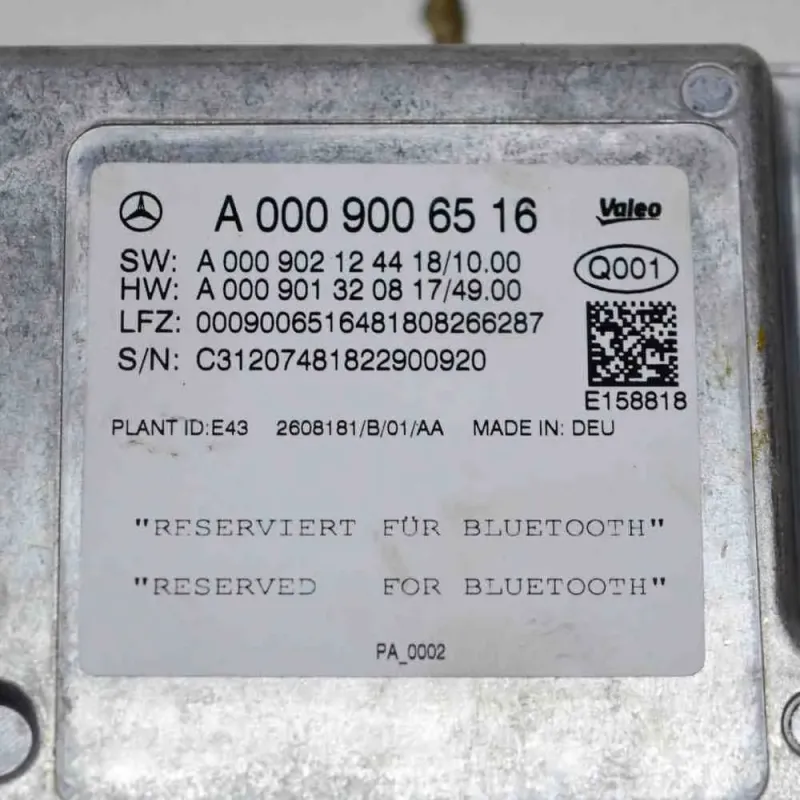 A 000 900 65 16
Valeo
SW: A 000 902 12 44 18/10.00
HW: A 000 901 32 08 17/49.00
Q001
LFZ: 0009006516481808266287
S/N: C31207481822900920
E158818
PLANT ID:E43 2608181/B/01/AA MADE IN: DEU
"RESERVIERT FÜR BLUETOOTH"
"RESERVED FOR BLUETOOTH"
PA_0002